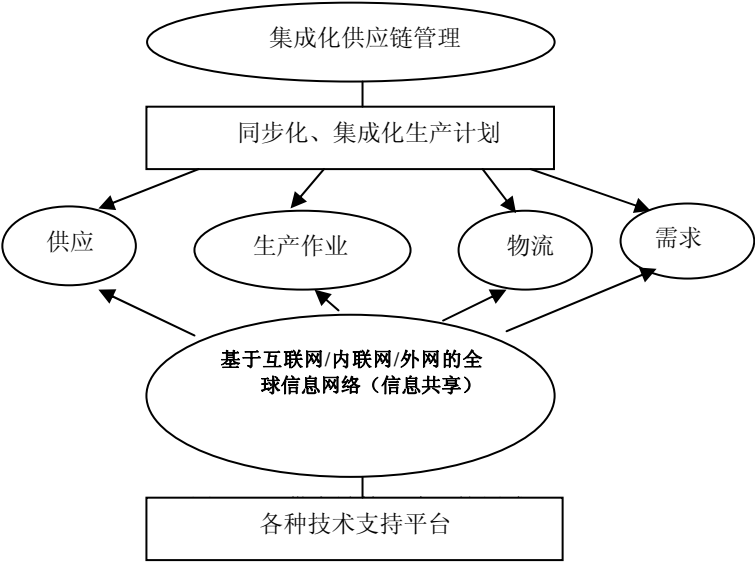 集成化供应链管理
同步化、集成化生产计划
供应
生产作业
物流
需求
基于互联网/内联网/外网的全
球信息网络（信息共享）
各种技术支持平台